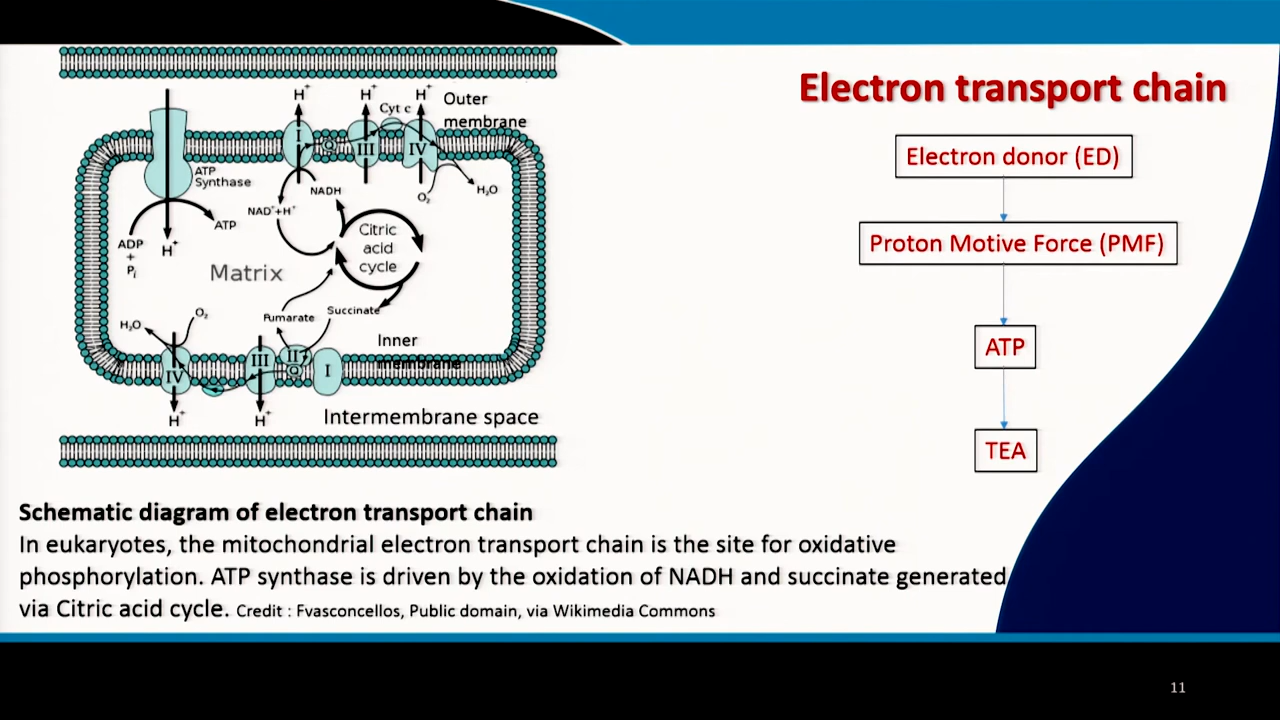 Electron transport chain
Electron donor (ED)
Proton Motive Force (PMF)
ATP
TEA
H+
H+
H+
Cyt c
Outer
membrane
I
Q
III
IV
ATP
Synthase
NADH
O2
H2O
NAD++H+
ATP
ADP
+
Pi
H+
Citric
acid
cycle
Matrix
Fumarate
Succinate
O2
H2O
Inner
membrane
IV
III
II
Q
I
H+
H+
Intermembrane space
Schematic diagram of electron transport chain
In eukaryotes, the mitochondrial electron transport chain is the site for oxidative
phosphorylation. ATP synthase is driven by the oxidation of NADH and succinate generated
via Citric acid cycle. Credit : Fvasconcellos, Public domain, via Wikimedia Commons
11